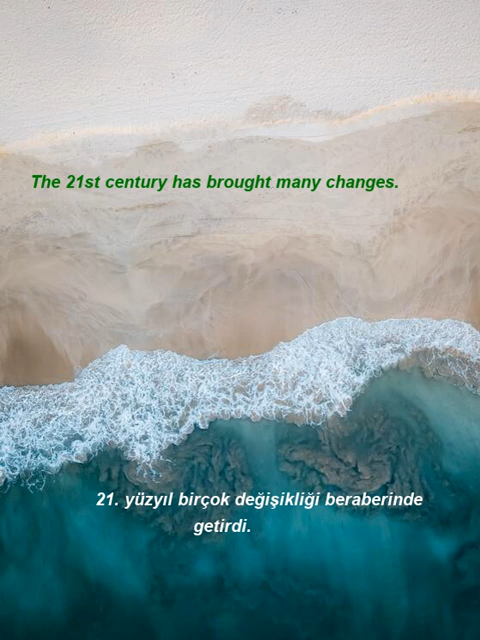 The 21st century has brought many changes.
21. yüzyıl birçok değişikliği beraberinde
getirdi.